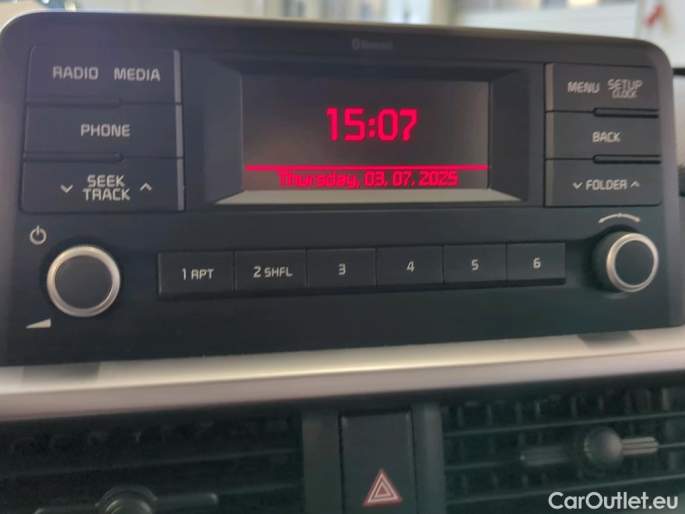 Bluetooth
RADIO MEDIA
15:07
MENU SETUP
CLOCK
PHONE
BACK
SEEK
TRACK
Thursday, 03. 07. 2025
FOLDER
1 RPT
2 SHFL
3
4
5
6
CarOutlet.eu